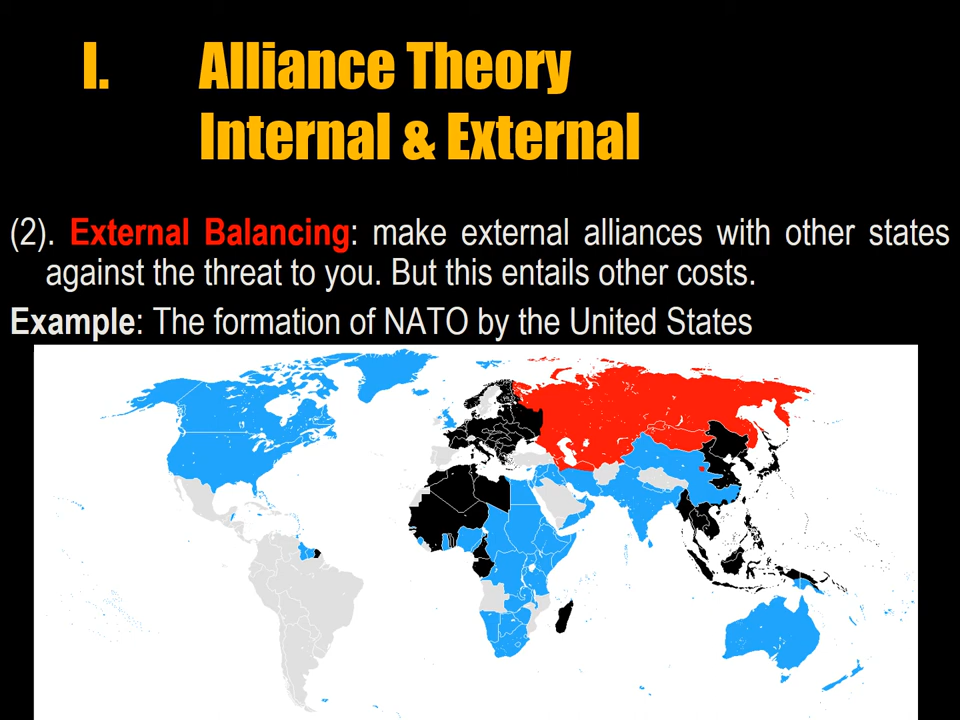 I. Alliance Theory
Internal & External
(2). External Balancing: make external alliances with other states
against the threat to you. But this entails other costs.
Example: The formation of NATO by the United States